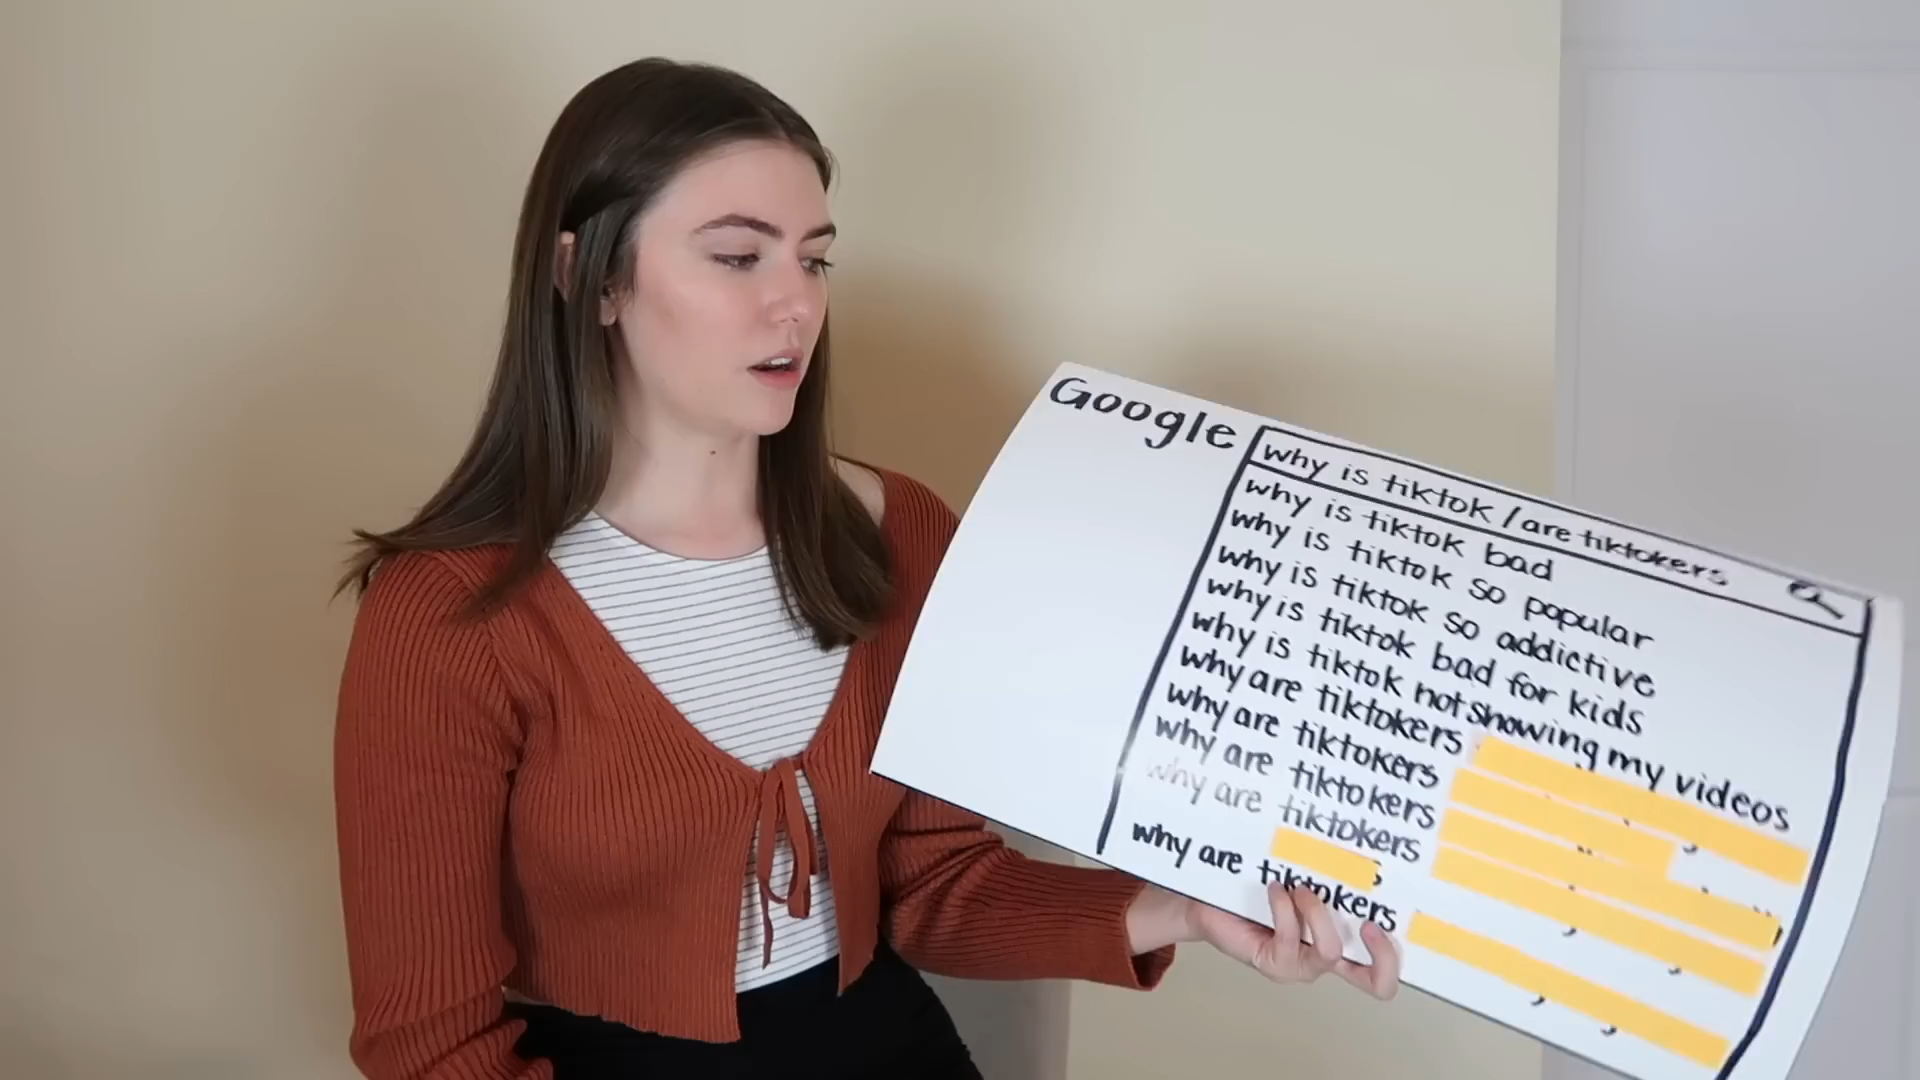 Google
why is tiktok / are tiktokers
why is tiktok bad
why is tiktok so popular
why is tiktok so addictive
why is tiktok bad for kids
why is tiktok not showing my videos
why are tiktokers
why are tiktokers
why are tiktokers
why are tiktokers
why are tiktokers